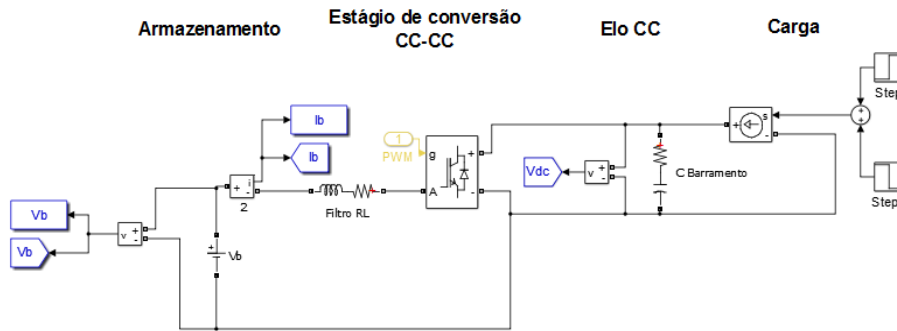 Armazenamento
Estágio de conversão
CC-CC
Elo CC
Carga
Step
Ib
Ib
1
PWM
g
A
+
-
+
s
-
+
+
i
+
-
2
Filtro RL
Vdc
v
+
-
C Barramento
Step
Vb
Vb
v
+
-
+
Vb